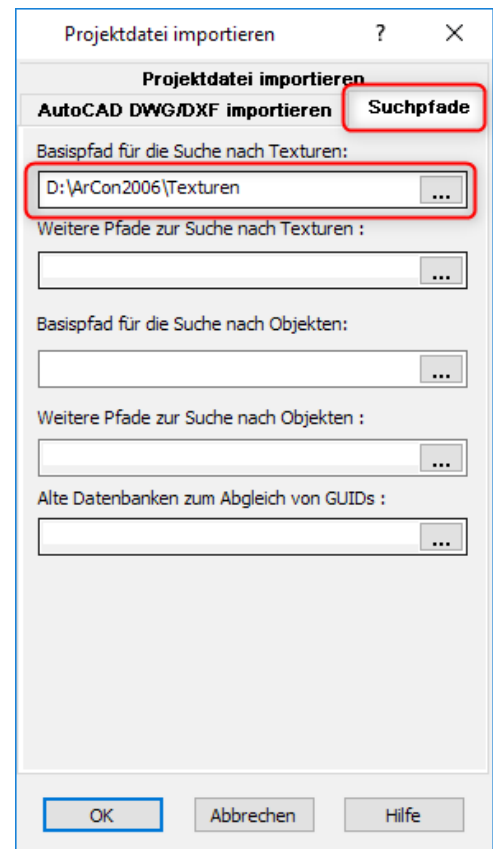 Projektdatei importieren ? ×
Projektdatei importieren
AutoCAD DWG/DXF importieren Suchpfade
Basispfad für die Suche nach Texturen:
D:\ArCon2006\Texturen ...
Weitere Pfade zur Suche nach Texturen :
...
Basispfad für die Suche nach Objekten:
...
Weitere Pfade zur Suche nach Objekten :
...
Alte Datenbanken zum Abgleich von GUIDs :
...
OK Abbrechen Hilfe